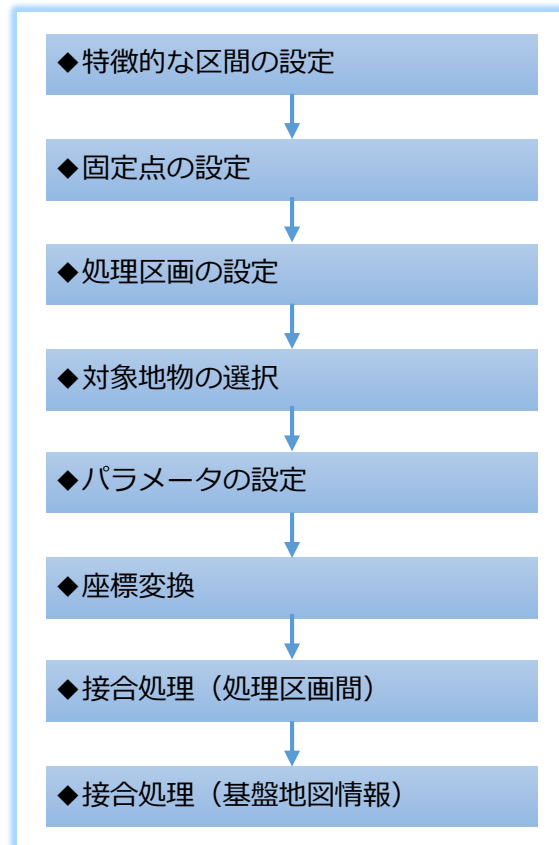 ◆特徴的な区間の設定
◆固定点の設定
◆処理区画の設定
◆対象地物の選択
◆パラメータの設定
◆座標変換
◆接合処理（処理区画間）
◆接合処理（基盤地図情報）